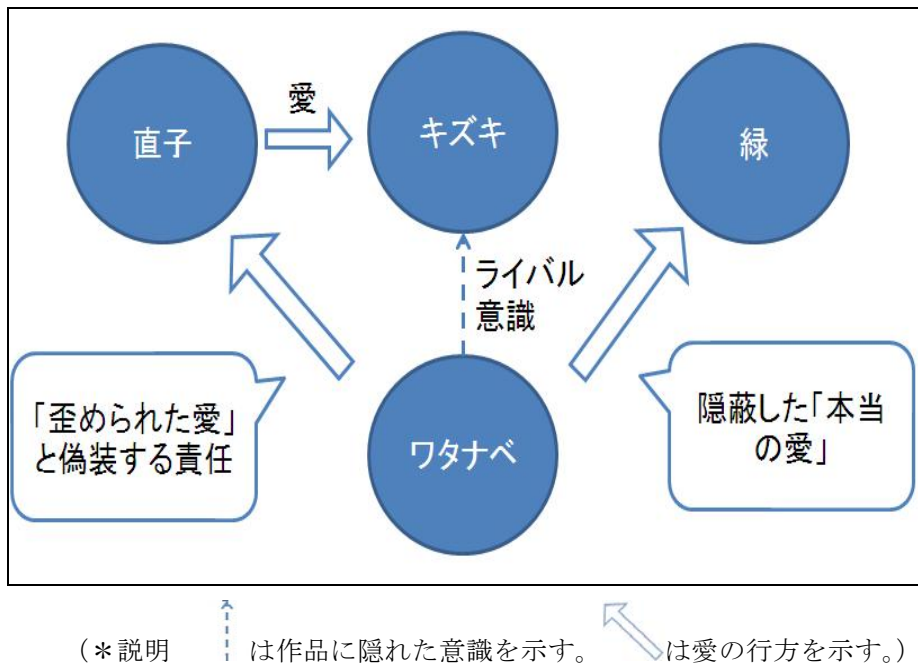 愛
直子
キズキ
緑
ライバル
意識
「歪められた愛」
と偽装する責任
ワタナベ
隠蔽した「本当
の愛」
(＊説明 は作品に隠れた意識を示す。 は愛の行方を示す。)